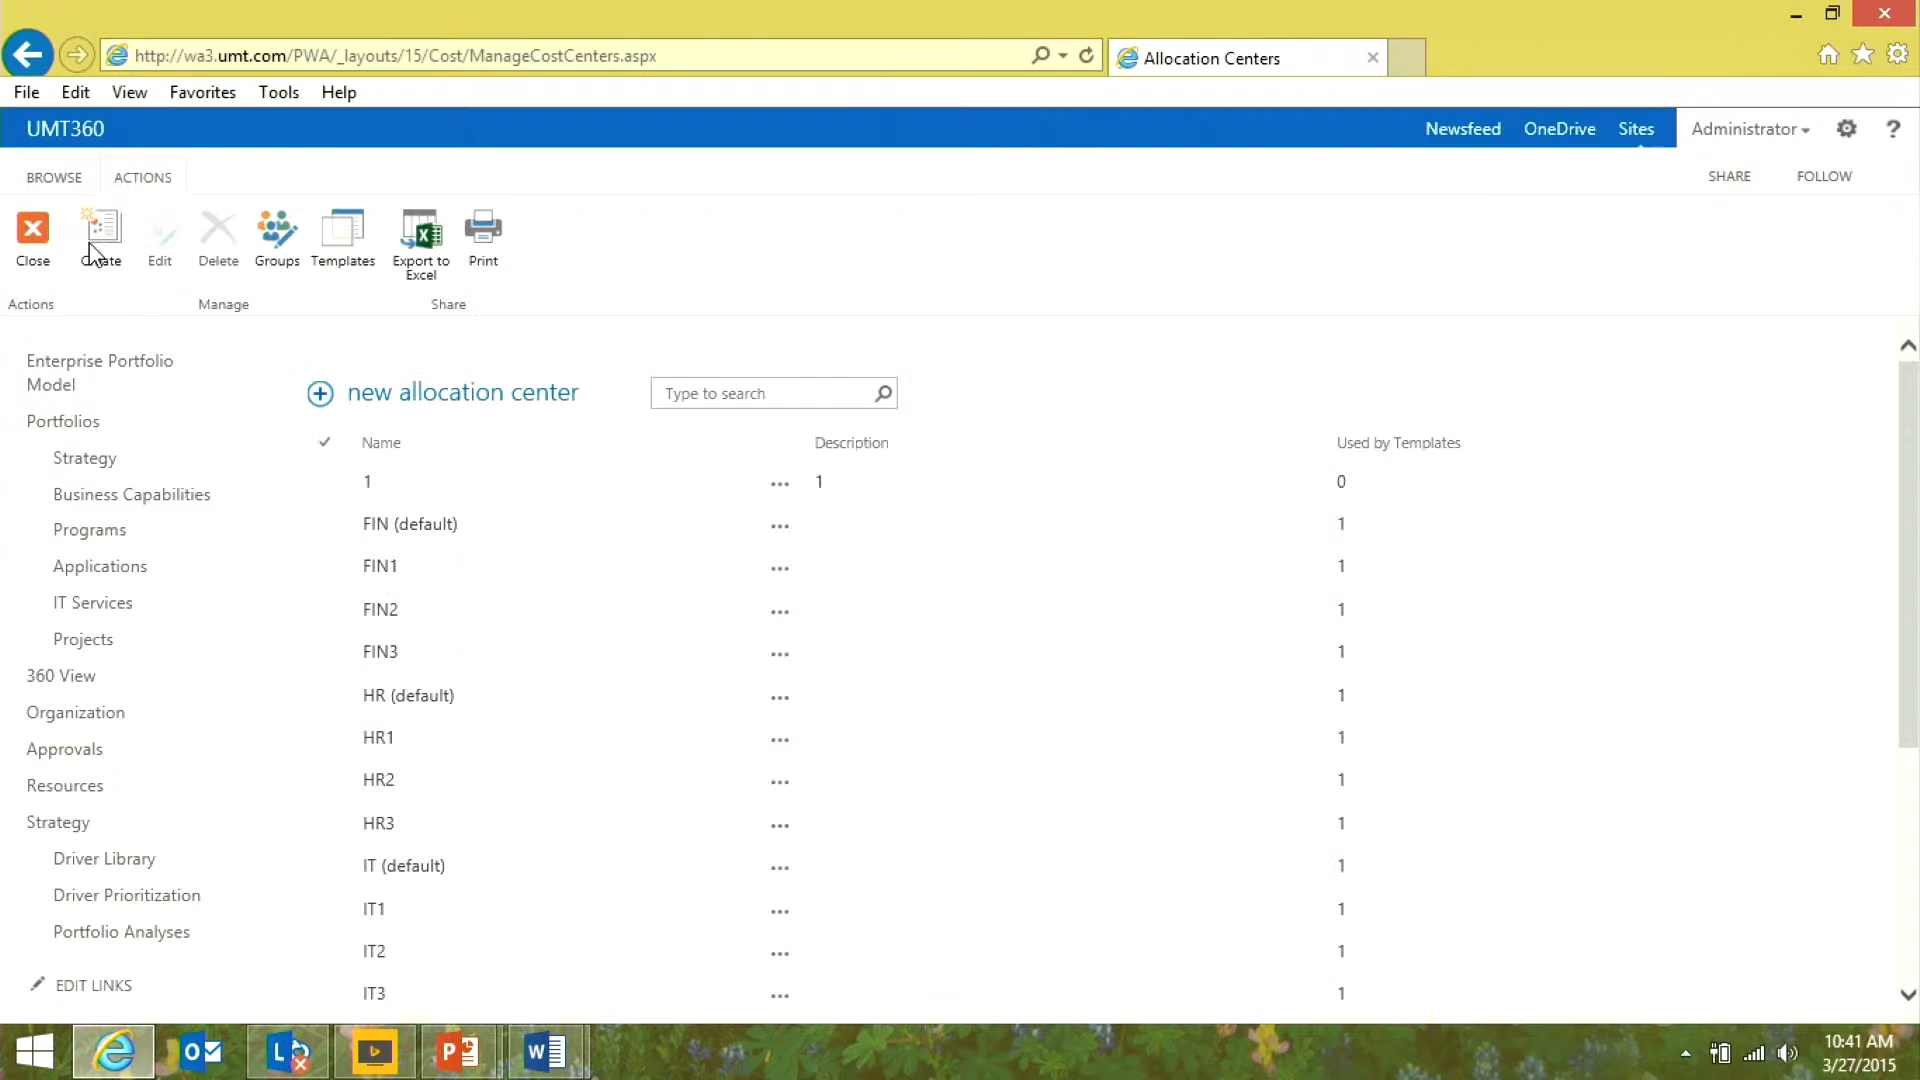 http://wa3.umt.com/PWA/_layouts/15/Cost/ManageCostCenters.aspx
Allocation Centers
File Edit View Favorites Tools Help
UMT360
Newsfeed OneDrive Sites Administrator
BROWSE ACTIONS
SHARE FOLLOW
Close Create Edit Delete Groups Templates Export to Excel Print
Actions Manage Share
Enterprise Portfolio
Model
Portfolios
Strategy
Business Capabilities
Programs
Applications
IT Services
Projects
360 View
Organization
Approvals
Resources
Strategy
Driver Library
Driver Prioritization
Portfolio Analyses
EDIT LINKS
new allocation center
Type to search
Name Description Used by Templates
1 ... 1 0
FIN (default) ... 1
FIN1 ... 1
FIN2 ... 1
FIN3 ... 1
HR (default) ... 1
HR1 ... 1
HR2 ... 1
HR3 ... 1
IT (default) ... 1
IT1 ... 1
IT2 ... 1
IT3 ... 1
10:41 AM
3/27/2015